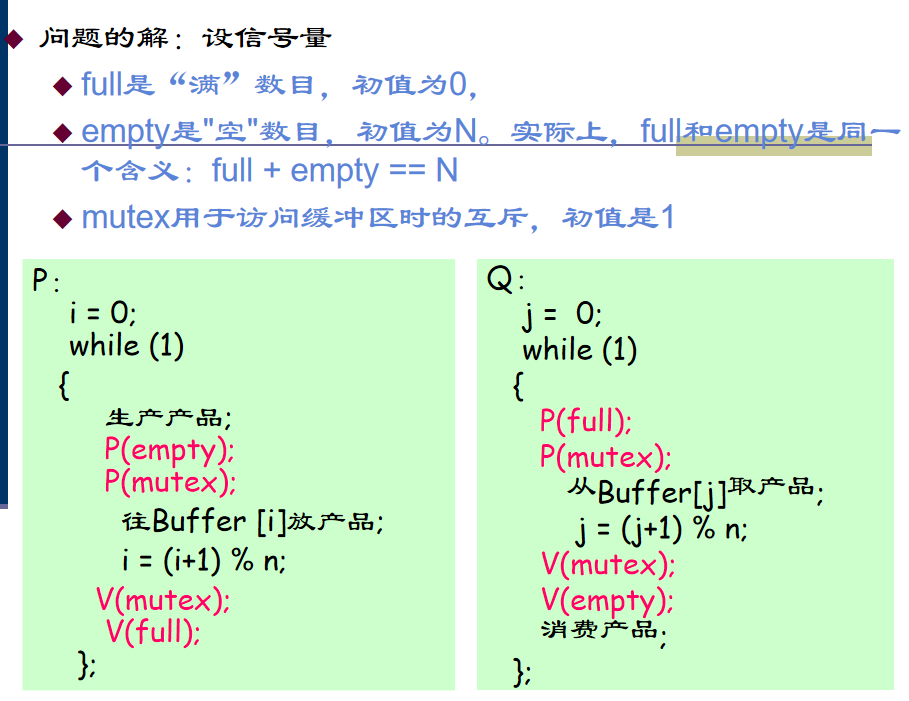 问题的解：设信号量
full是“满”数目，初值为0，
empty是"空"数目，初值为N。实际上，full和empty是同一
个含义：full + empty == N
mutex用于访问缓冲区时的互斥，初值是1
P：
i = 0;
while (1)
{
生产产品;
P(empty);
P(mutex);
往Buffer [i]放产品;
i = (i+1) % n;
V(mutex);
V(full);
};
Q：
j = 0;
while (1)
{
P(full);
P(mutex);
从Buffer[j]取产品;
j = (j+1) % n;
V(mutex);
V(empty);
消费产品;
};